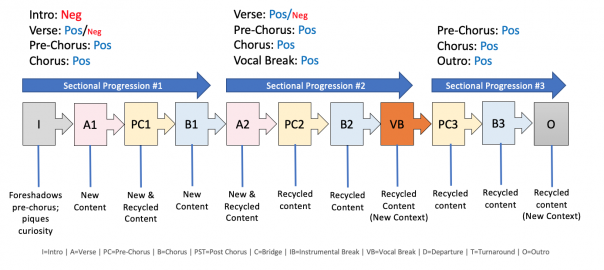 Intro: Neg
Verse: Pos/Neg
Pre-Chorus: Pos
Chorus: Pos
Verse: Pos/Neg
Pre-Chorus: Pos
Chorus: Pos
Vocal Break: Pos
Pre-Chorus: Pos
Chorus: Pos
Outro: Pos
Sectional Progression #1
Sectional Progression #2
Sectional Progression #3
I A1 PC1 B1 A2 PC2 B2 VB PC3 B3 O
Foreshadows
pre-chorus;
piques
curiosity
New
Content
New &
Recycled
Content
New
Content
New &
Recycled
Content
Recycled
content
Recycled
content
Recycled
Content
(New Context)
Recycled
content
Recycled
content
Recycled
content
(New Context)
I=Intro | A=Verse | PC=Pre-Chorus | B=Chorus | PST=Post Chorus | C=Bridge | IB=Instrumental Break | VB=Vocal Break | D=Departure | T=Turnaround | O=Outro